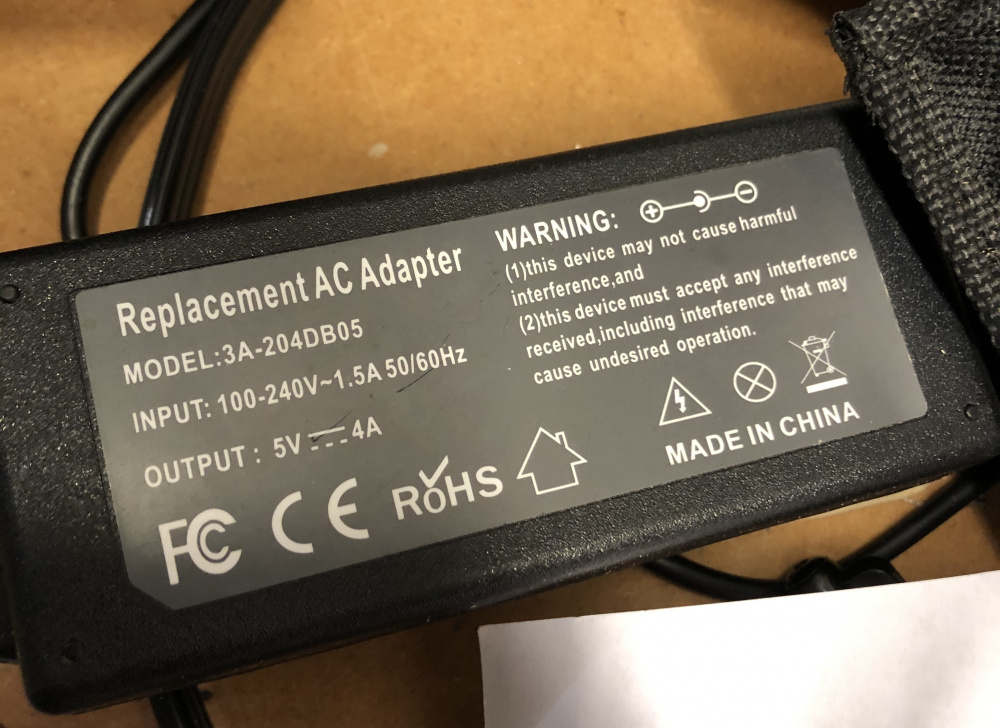 Replacement AC Adapter
MODEL:3A-204DB05
INPUT: 100-240V~1.5A 50/60Hz
OUTPUT : 5V⎓4A
FC CE RoHS
WARNING:
(1)this device may not cause harmful
interference,and
(2)this device must accept any interference
received,including interference that may
cause undesired operation.
MADE IN CHINA